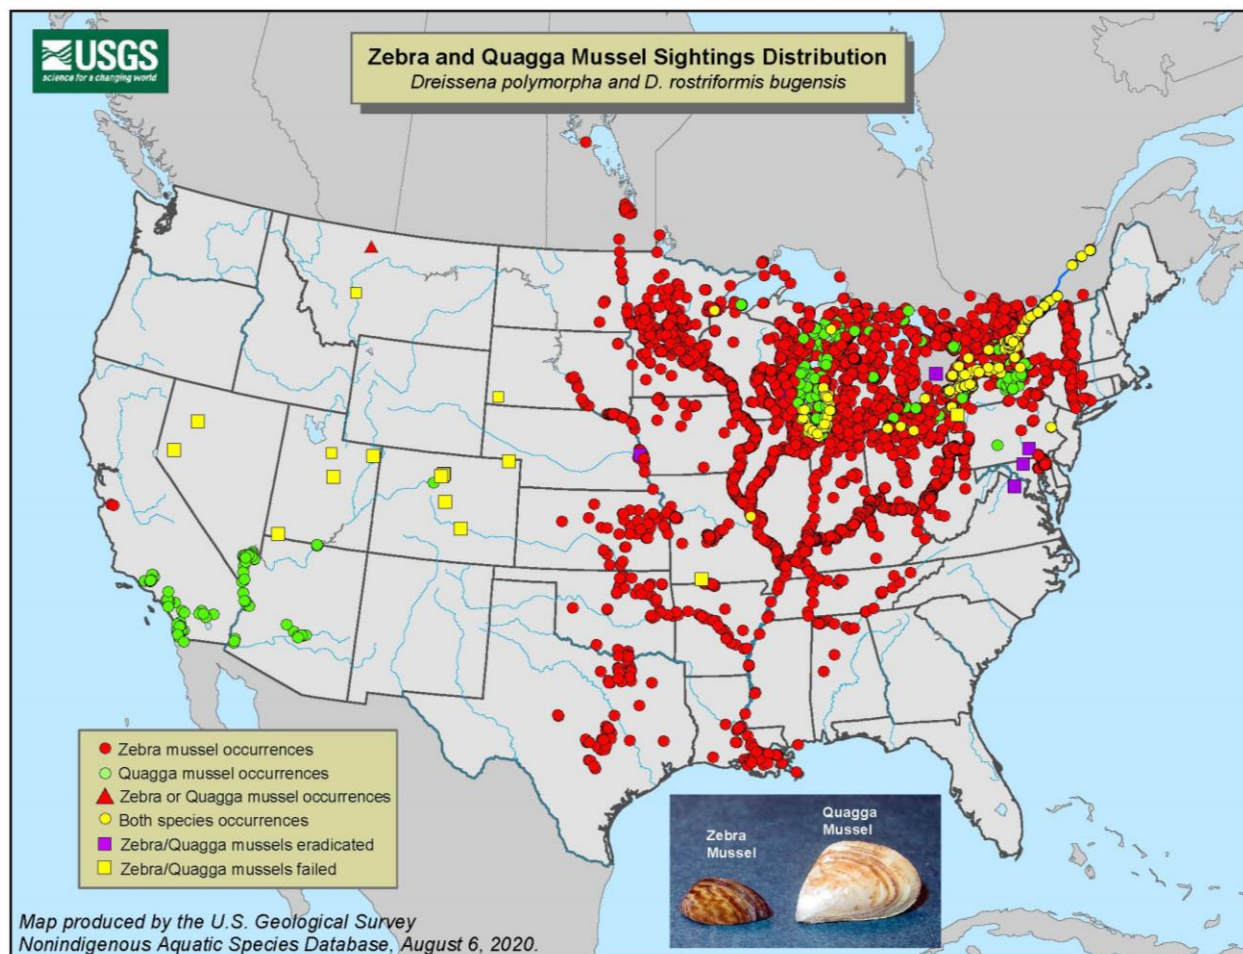 USGS
science for a changing world
Zebra and Quagga Mussel Sightings Distribution
Dreissena polymorpha and D. rostriformis bugensis
Zebra mussel occurrences
Quagga mussel occurrences
Zebra or Quagga mussel occurrences
Both species occurrences
Zebra/Quagga mussels eradicated
Zebra/Quagga mussels failed
Zebra
Mussel
Quagga
Mussel
Map produced by the U.S. Geological Survey
Nonindigenous Aquatic Species Database, August 6, 2020.